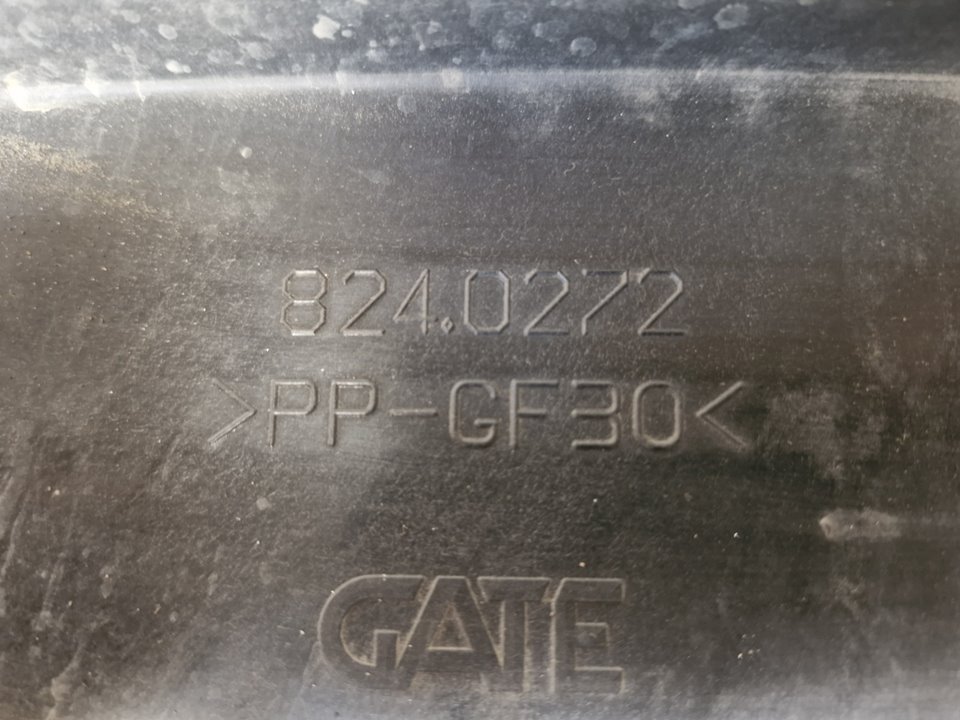 824.0272
>PP-GF30<
GATE